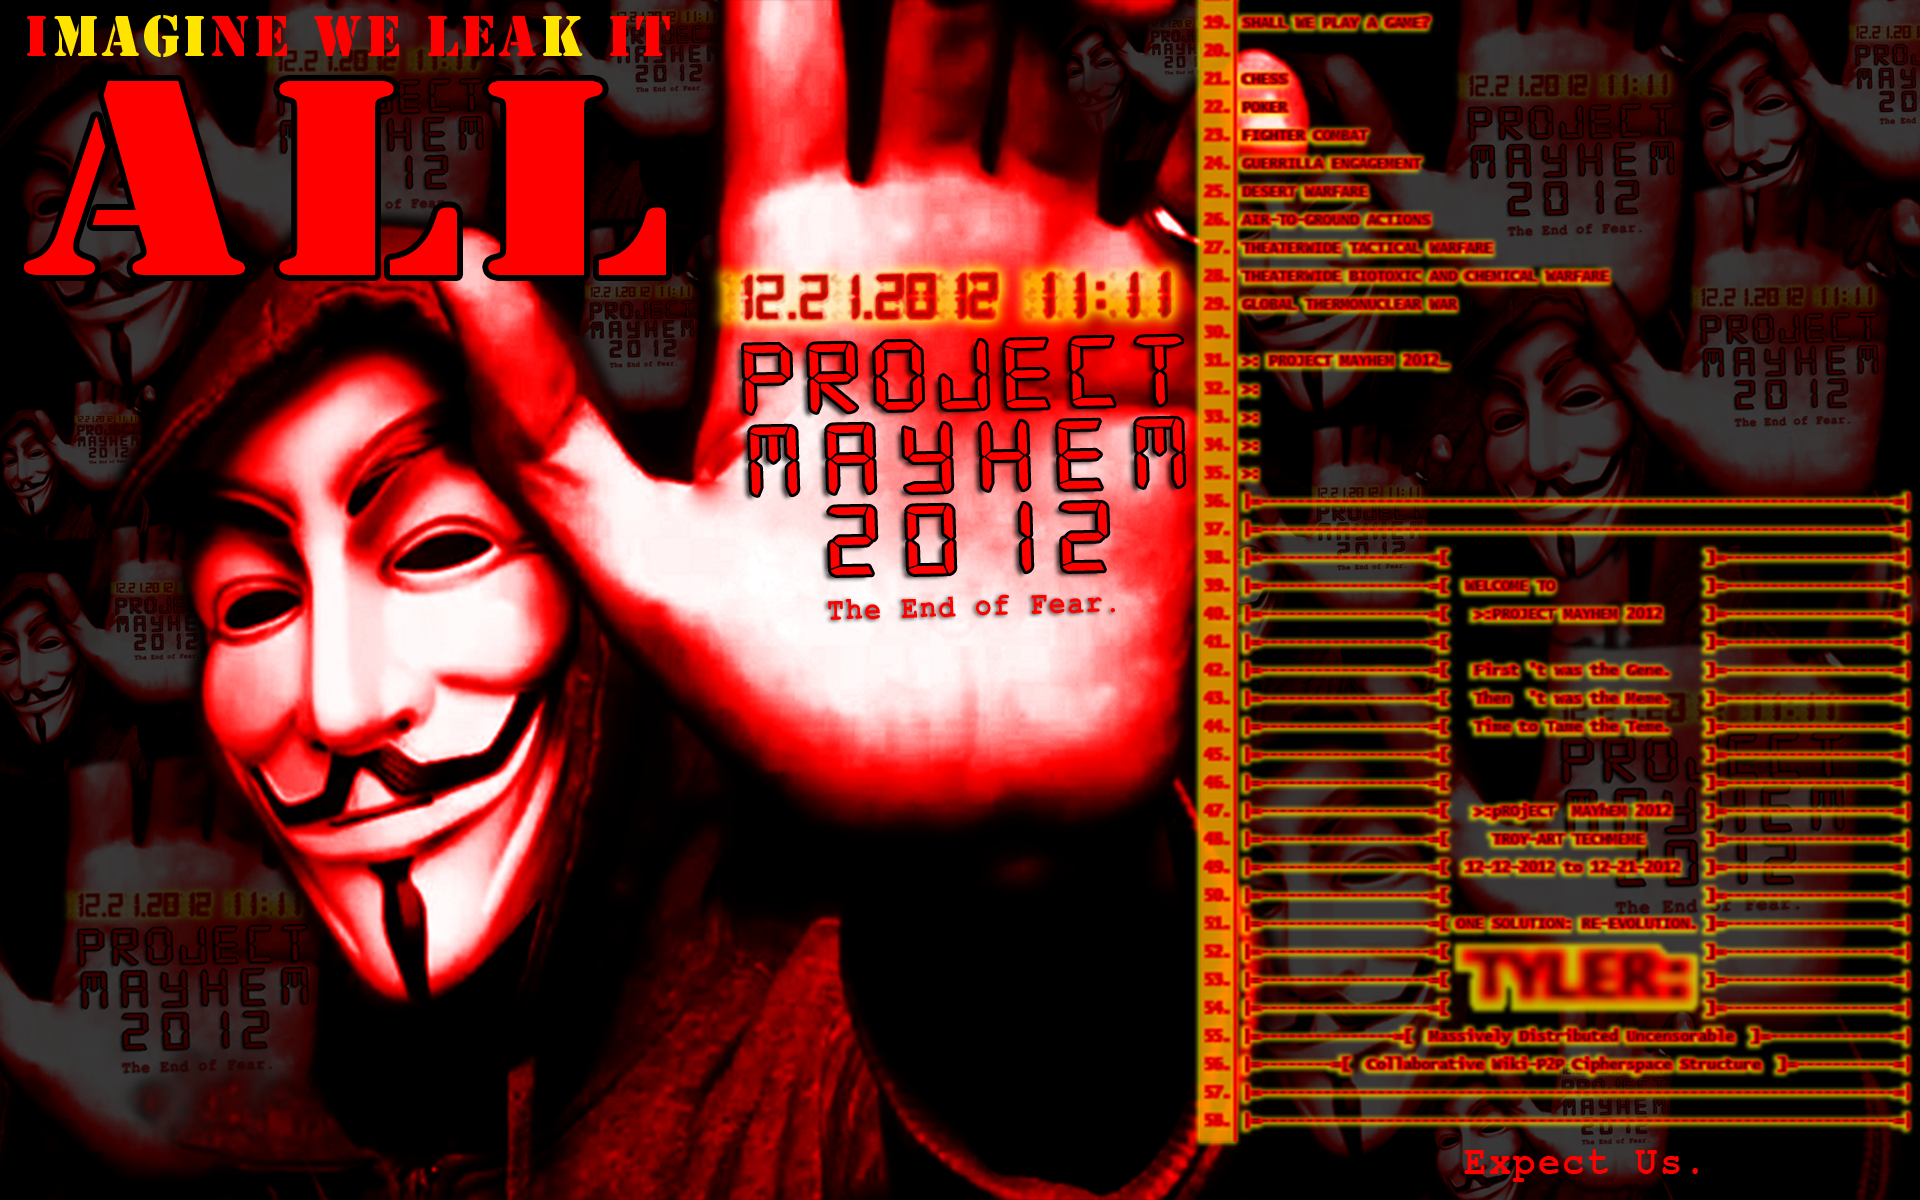 IMAGINE WE LEAK IT
ALL
12.21.2012 11:11
PROJECT
MAYHEM
2012
The End of Fear.
19. SHALL WE PLAY A GAME?
20.
21. CHESS
22. POKER
23. FIGHTER COMBAT
24. GUERRILLA ENGAGEMENT
25. DESERT WARFARE
26. AIR-TO-GROUND ACTIONS
27. THEATERWIDE TACTICAL WARFARE
28. THEATERWIDE BIOTOXIC AND CHEMICAL WARFARE
29. GLOBAL THERMONUCLEAR WAR
30.
31. >: PROJECT MAYHEM 2012_
32. >:
33. >:
34. >:
35. >:
36.
37.
38. [ ]
39. [ WELCOME TO ]
40. [ >:PROJECT MAYHEM 2012 ]
41. [ ]
42. [ First 't was the Gene. ]
43. [ Then 't was the Meme. ]
44. [ Time to Tame the Teme. ]
45. [ ]
46. [ ]
47. [ >:pROjECT MAYhEM 2012 ]
48. [ TROY-ART TECHMEME ]
49. [ 12-12-2012 to 12-21-2012 ]
50. [ ]
51. [ ONE SOLUTION: RE-EVOLUTION. ]
52. [ ]
53. [ TYLER: ]
54. [ ]
55. [ Massively Distributed Uncensorable ]
56. [ Collaborative Wiki-P2P Cipherspace Structure ]
57.
58.
Expect Us.